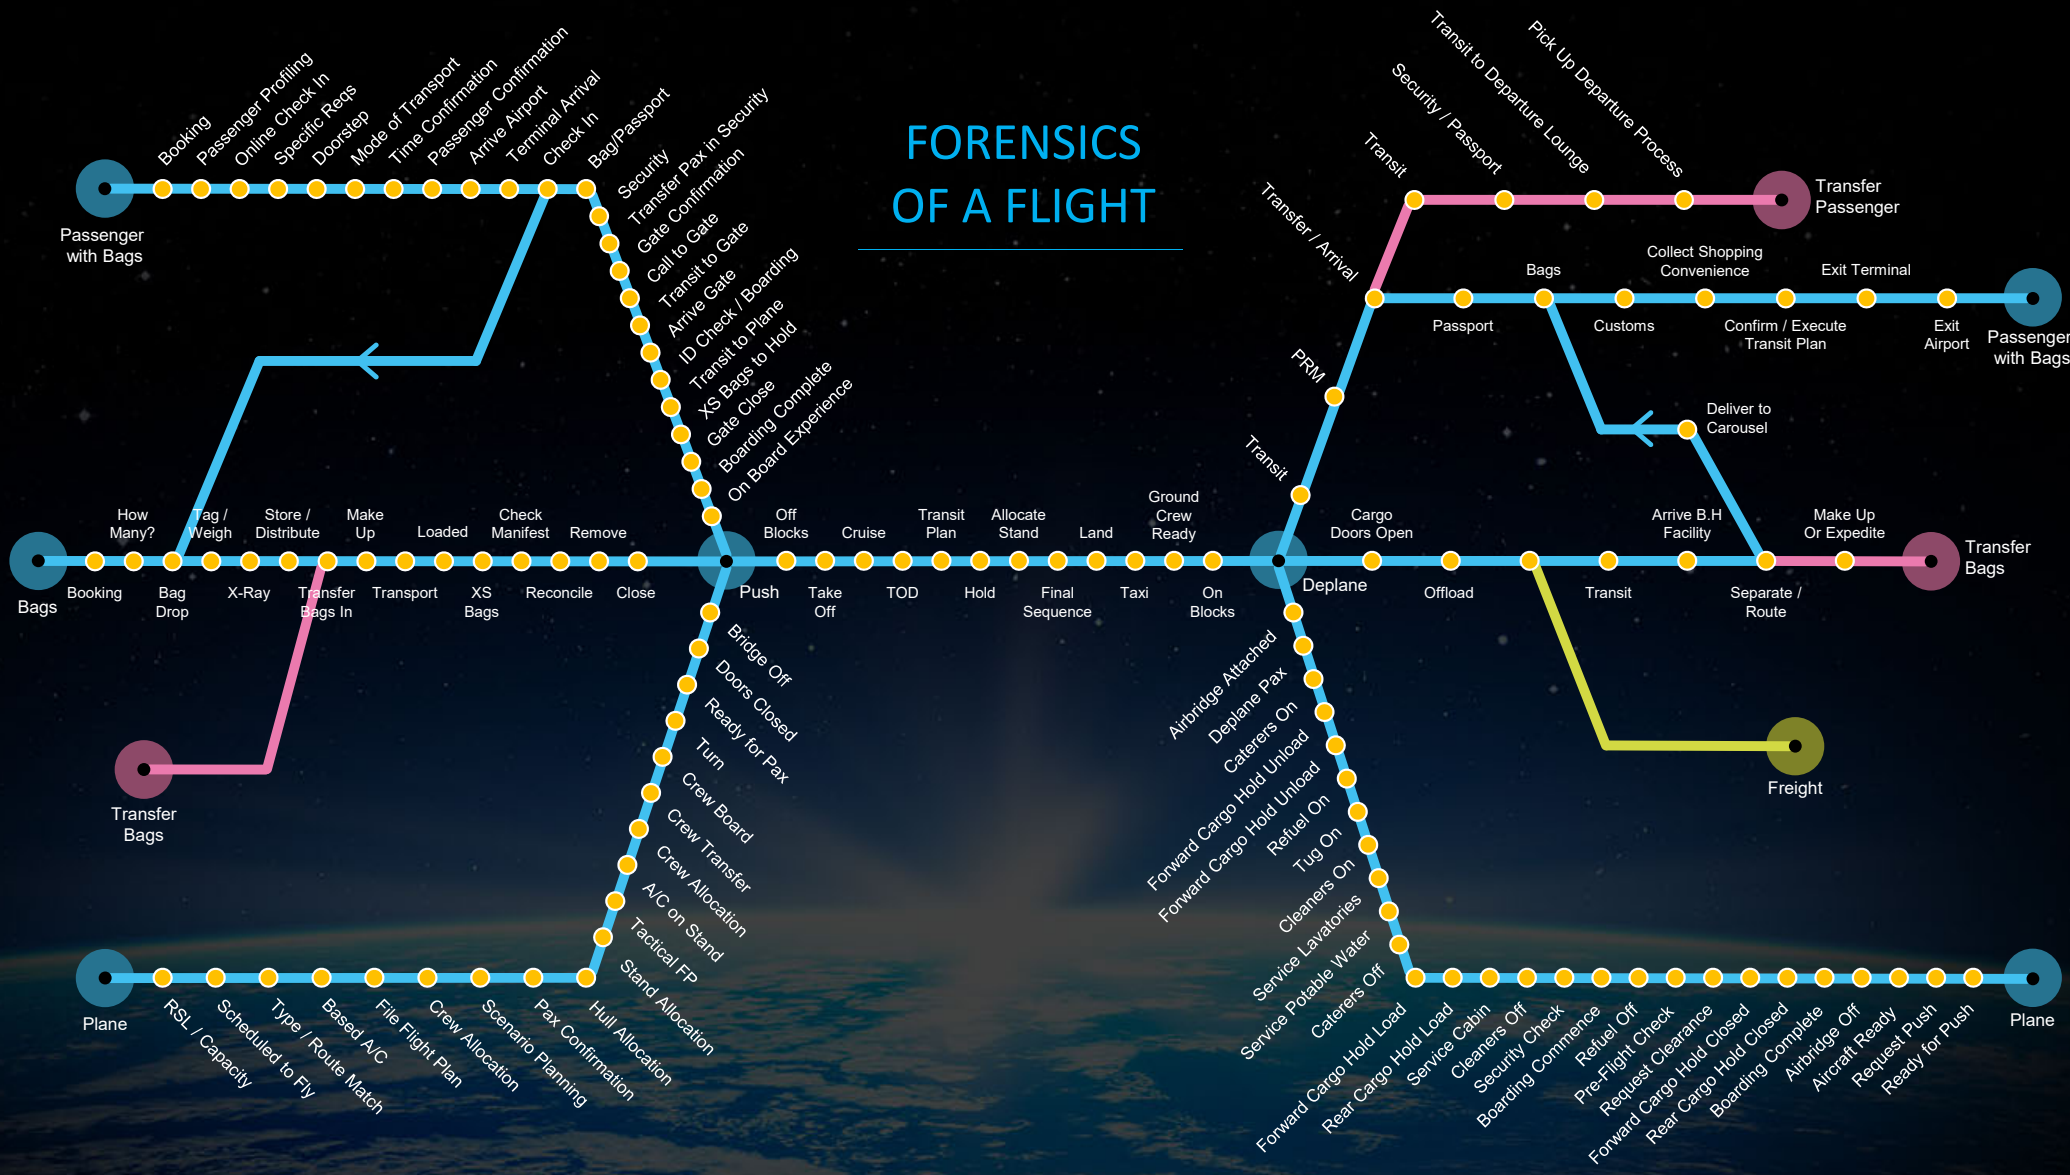 FORENSICS
OF A FLIGHT
Passenger
with Bags
Booking
Passenger Profiling
Online Check In
Specific Reqs
Doorstep
Mode of Transport
Time Confirmation
Passenger Confirmation
Arrive Airport
Terminal Arrival
Check In
Bag/Passport
Security
Transfer Pax in Security
Gate Confirmation
Call to Gate
Transit to Gate
Arrive Gate
ID Check / Boarding
Transit to Plane
XS Bags to Hold
Gate Close
Boarding Complete
On Board Experience
Bags
Booking
How
Many?
Bag
Drop
Tag /
Weigh
X-Ray
Store /
Distribute
Transfer
Bags In
Make
Up
Transport
Loaded
XS
Bags
Check
Manifest
Reconcile
Remove
Close
Push
Transfer
Bags
Plane
RSL / Capacity
Scheduled to Fly
Type / Route Match
Based A/C
File Flight Plan
Crew Allocation
Scenario Planning
Pax Confirmation
Hull Allocation
Stand Allocation
Tactical FP
A/C on Stand
Crew Allocation
Crew Transfer
Crew Board
Turn
Ready for Pax
Doors Closed
Bridge Off
Off
Blocks
Take
Off
Cruise
TOD
Transit
Plan
Hold
Allocate
Stand
Final
Sequence
Land
Taxi
Ground
Crew
Ready
On
Blocks
Deplane
Transit
PRM
Transfer / Arrival
Transit
Security / Passport
Transit to Departure Lounge
Pick Up Departure Process
Transfer
Passenger
Passport
Bags
Customs
Collect Shopping
Convenience
Confirm / Execute
Transit Plan
Exit Terminal
Exit
Airport
Passenger
with Bags
Deliver to
Carousel
Cargo
Doors Open
Offload
Transit
Arrive B.H
Facility
Separate /
Route
Make Up
Or Expedite
Transfer
Bags
Freight
Airbridge Attached
Deplane Pax
Caterers On
Forward Cargo Hold Unload
Forward Cargo Hold Unload
Refuel On
Tug On
Cleaners On
Service Lavatories
Service Potable Water
Caterers Off
Forward Cargo Hold Load
Rear Cargo Hold Load
Service Cabin
Cleaners Off
Security Check
Boarding Commence
Refuel Off
Pre-Flight Check
Request Clearance
Forward Cargo Hold Closed
Rear Cargo Hold Closed
Boarding Complete
Airbridge Off
Aircraft Ready
Request Push
Ready for Push
Plane